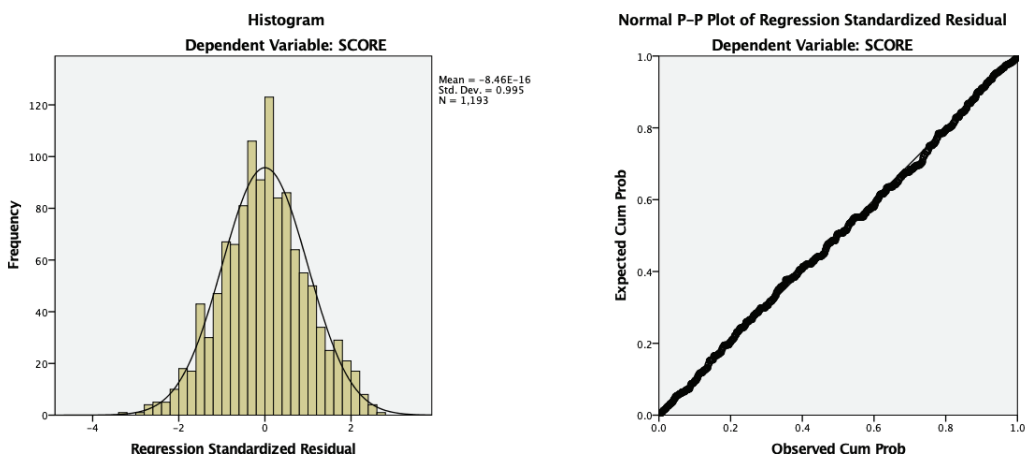 Histogram
Dependent Variable: SCORE
Mean = -8.46E-16
Std. Dev. = 0.995
N = 1,193
120
100
80
60
40
20
0
Frequency
-4
-2
0
2
Regression Standardized Residual
Normal P-P Plot of Regression Standardized Residual
Dependent Variable: SCORE
1.0
0.8
0.6
0.4
0.2
0.0
Expected Cum Prob
0.0
0.2
0.4
0.6
0.8
1.0
Observed Cum Prob